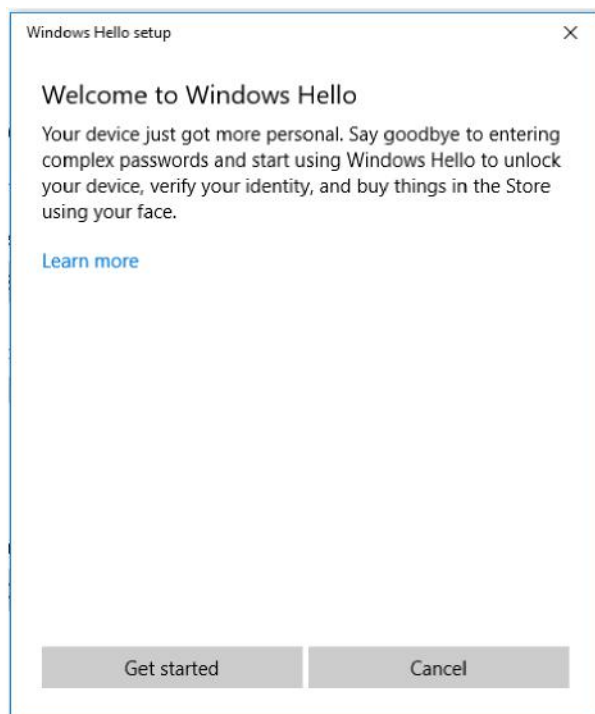 Windows Hello setup
Welcome to Windows Hello
Your device just got more personal. Say goodbye to entering
complex passwords and start using Windows Hello to unlock
your device, verify your identity, and buy things in the Store
using your face.
Learn more
Get started
Cancel